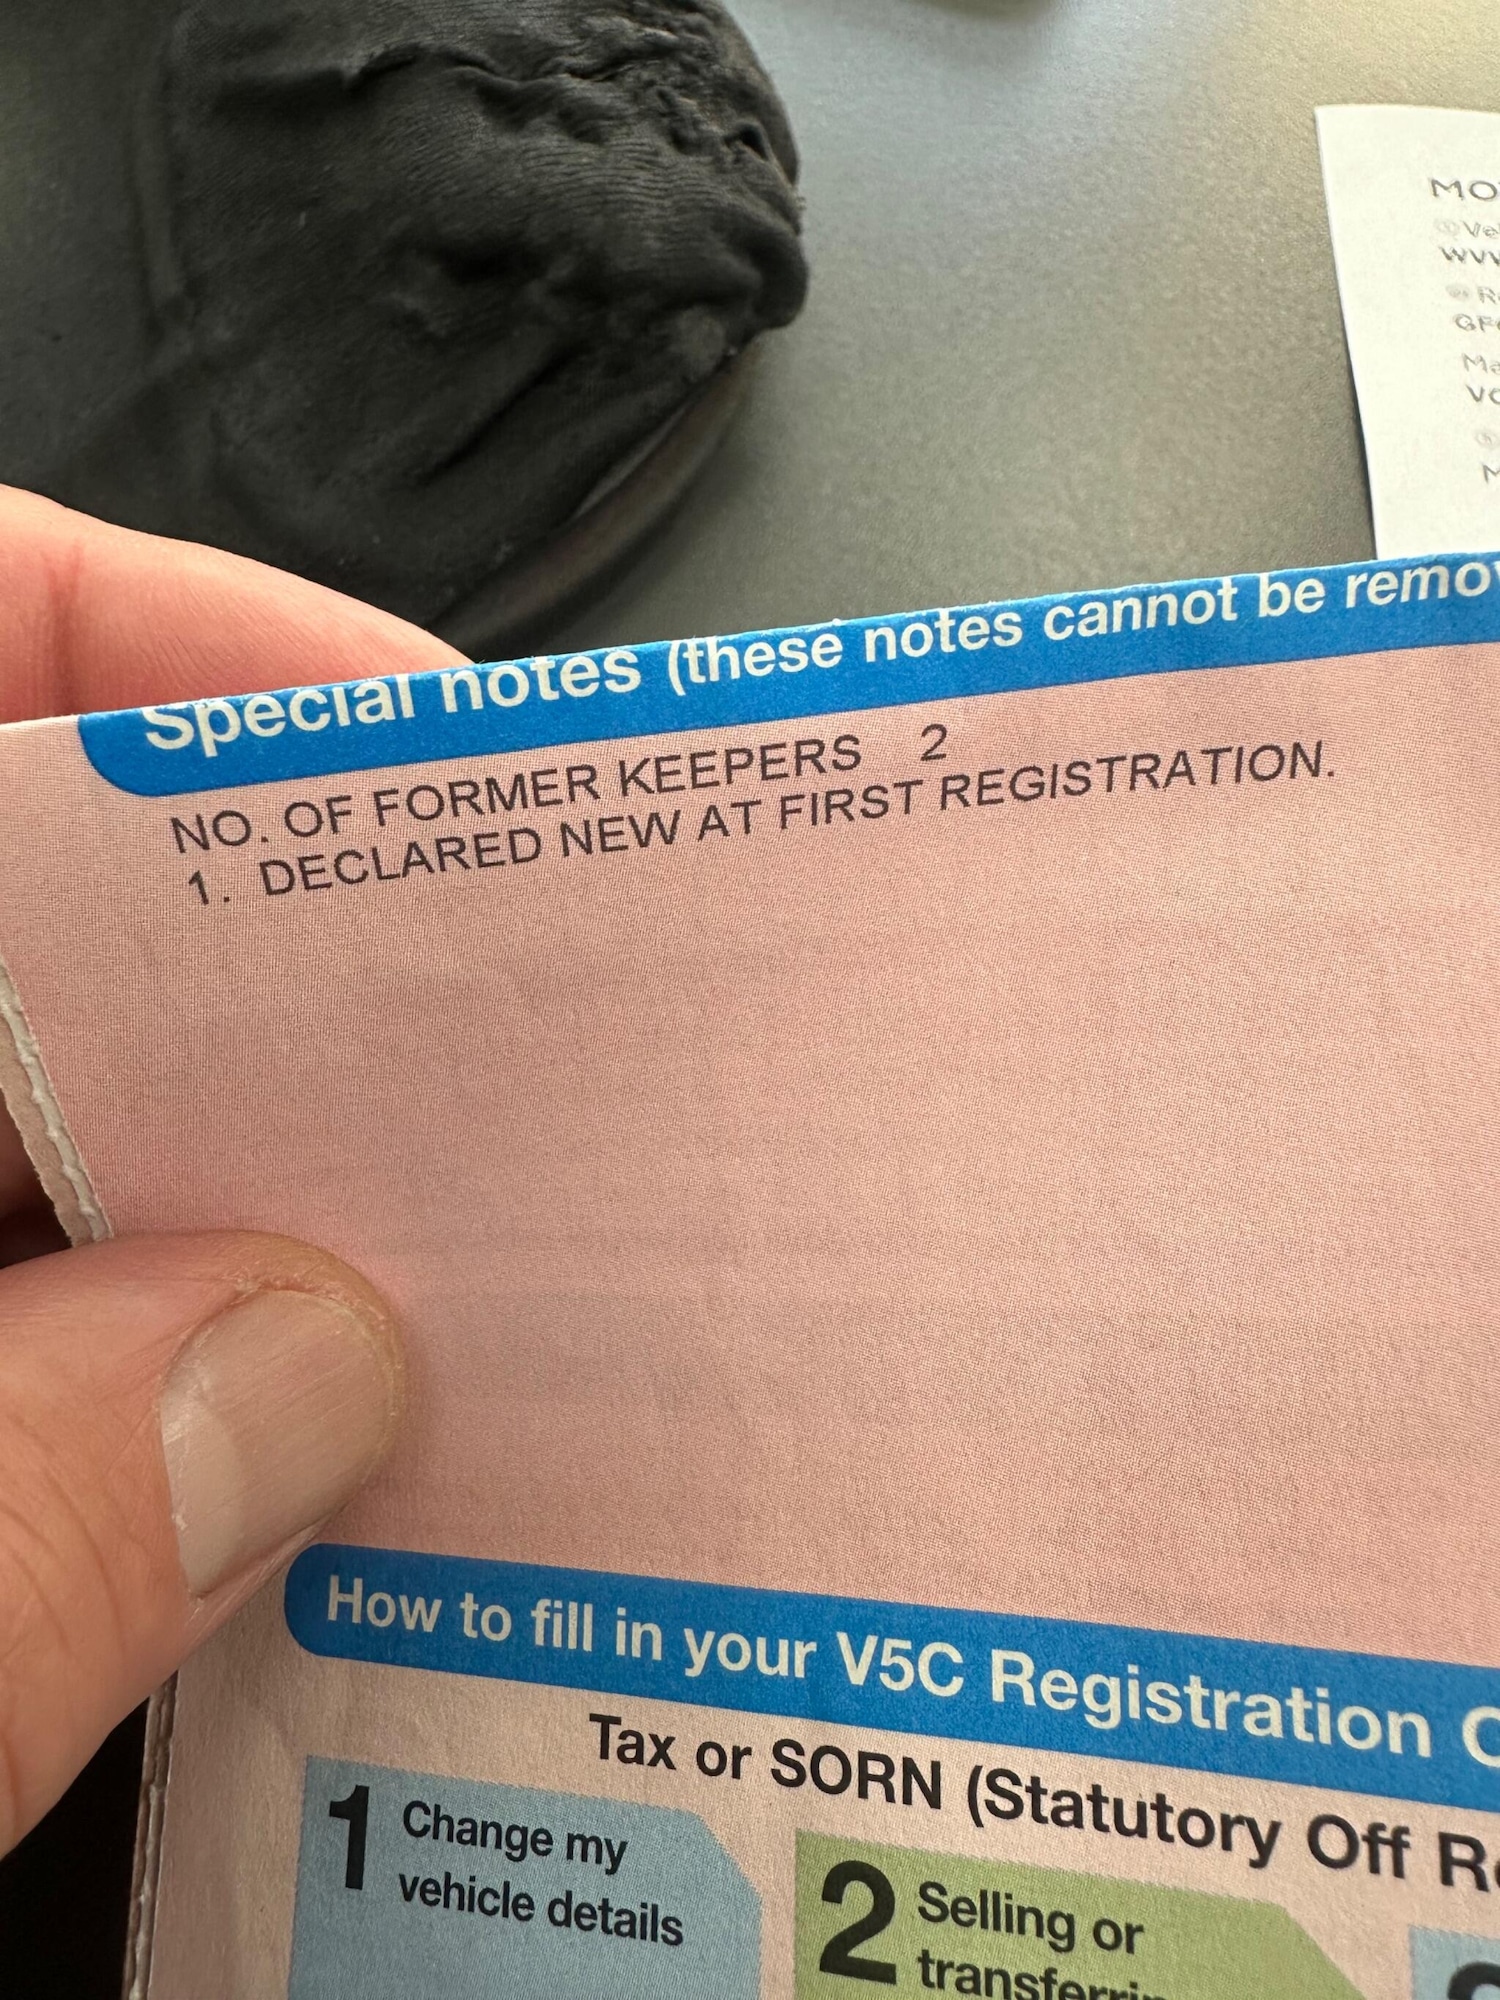 MO
Special notes (these notes cannot be
NO. OF FORMER KEEPERS 2
1. DECLARED NEW AT FIRST REGISTRATION.
How to fill in your V5C Registration
Tax or SORN (Statutory Off
1 Change my
vehicle details
2 Selling or